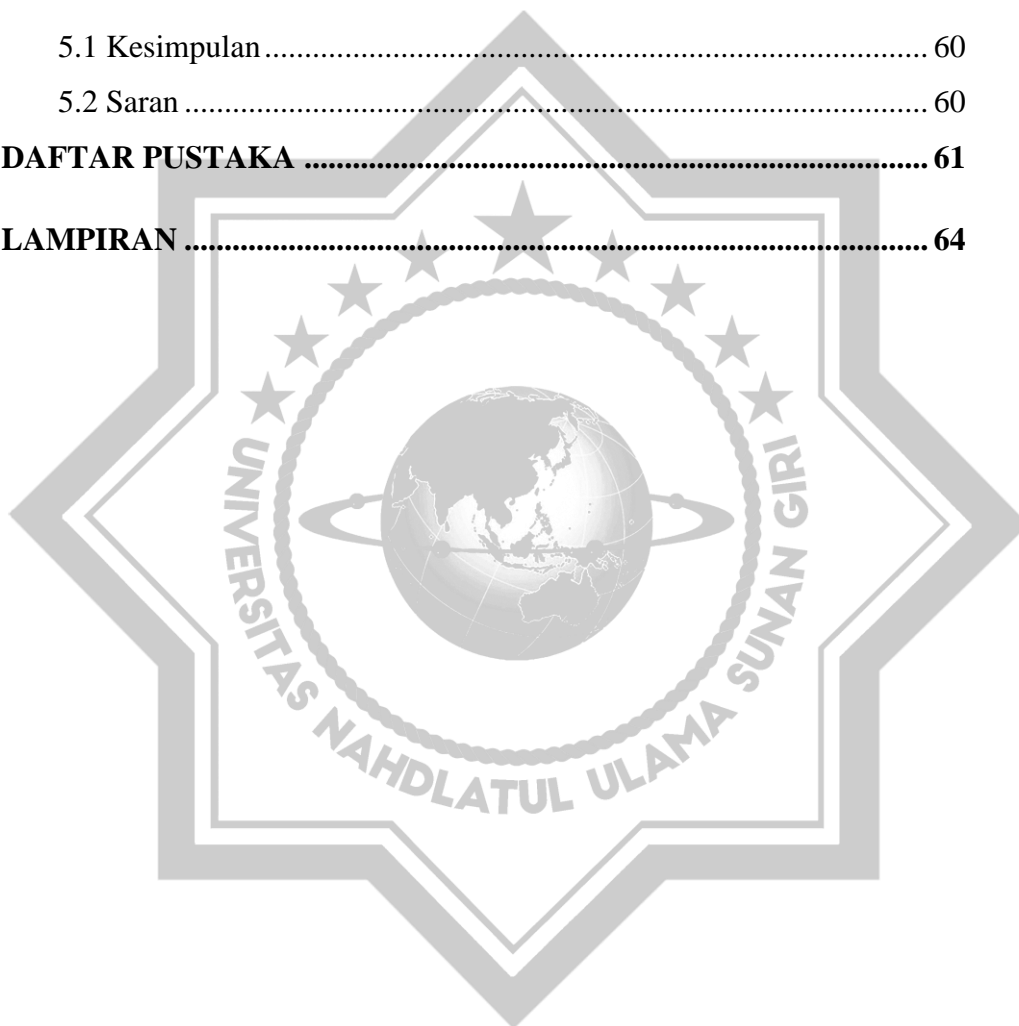 5.1 Kesimpulan.................................................................................... 60
5.2 Saran .............................................................................................. 60
DAFTAR PUSTAKA ............................................................................... 61
LAMPIRAN .............................................................................................. 64
UNIVERSITAS NAHDLATUL ULAMA SUNAN GIRI